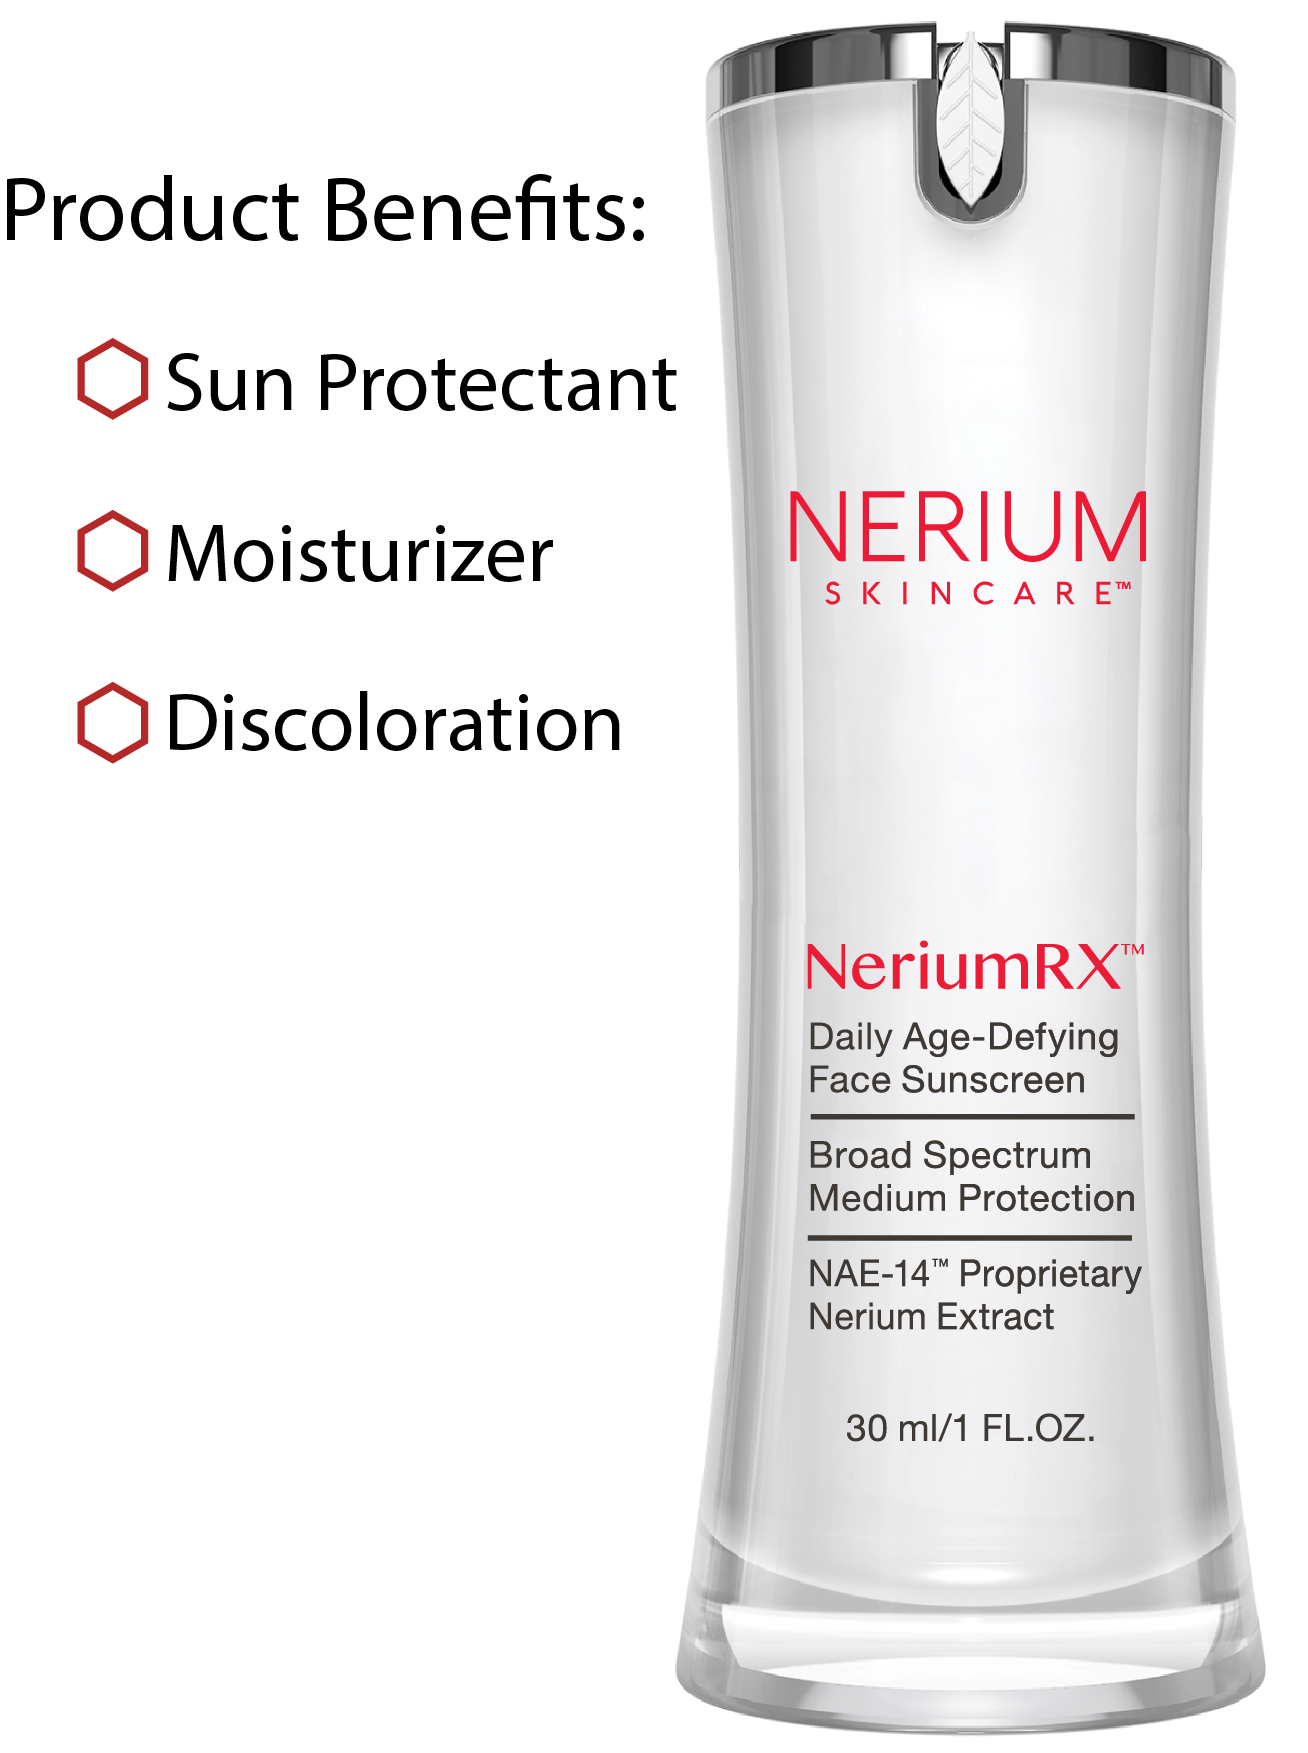 Product Benefits:
Sun Protectant
Moisturizer
Discoloration
NERIUM
SKINCARE™
NeriumRX™
Daily Age-Defying
Face Sunscreen
Broad Spectrum
Medium Protection
NAE-14™ Proprietary
Nerium Extract
30 ml/1 FL.OZ.